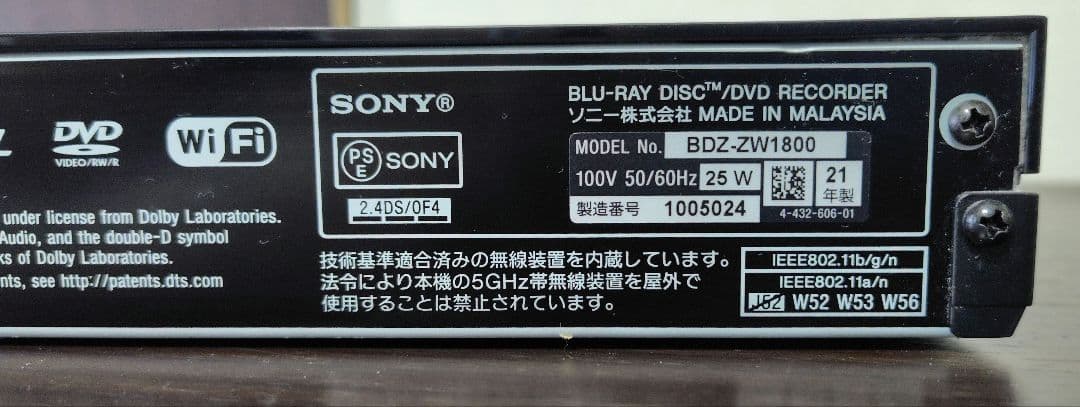 DVD
VIDEO/RW/R
Wi Fi
under license from Dolby Laboratories.
Audio, and the double-D symbol
ks of Dolby Laboratories.
nts, see http://patents.dts.com
SONY®
PSE SONY
2.4DS/OF4
BLU-RAY DISC™/DVD RECORDER
ソニー株式会社 MADE IN MALAYSIA
MODEL No. BDZ-ZW1800
100V 50/60Hz 25 W
製造番号 1005024
21
年製
4-432-606-01
技術基準適合済みの無線装置を内蔵しています。
法令により本機の5GHz帯無線装置を屋外で
使用することは禁止されています。
IEEE802.11b/g/n
IEEE802.11a/n
J52 W52 W53 W56